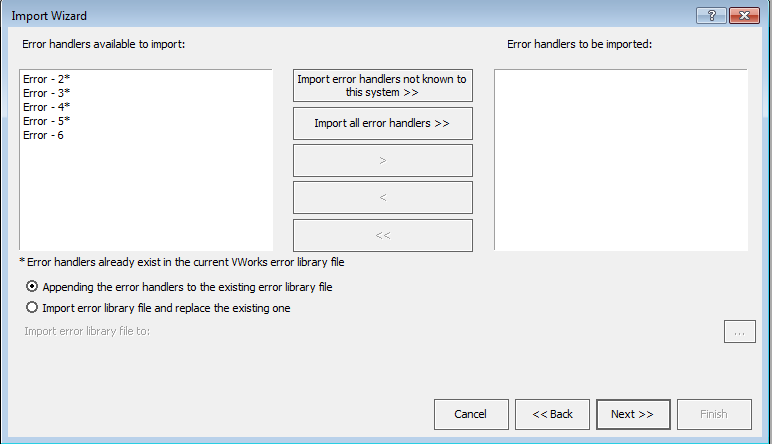 Import Wizard
?
Error handlers available to import:
Error handlers to be imported:
Error - 2*
Error - 3*
Error - 4*
Error - 5*
Error - 6
Import error handlers not known to
this system >>
Import all error handlers >>
>
<
<<
* Error handlers already exist in the current VWorks error library file
Appending the error handlers to the existing error library file
Import error library file and replace the existing one
Import error library file to:
...
Cancel
<< Back
Next >>
Finish